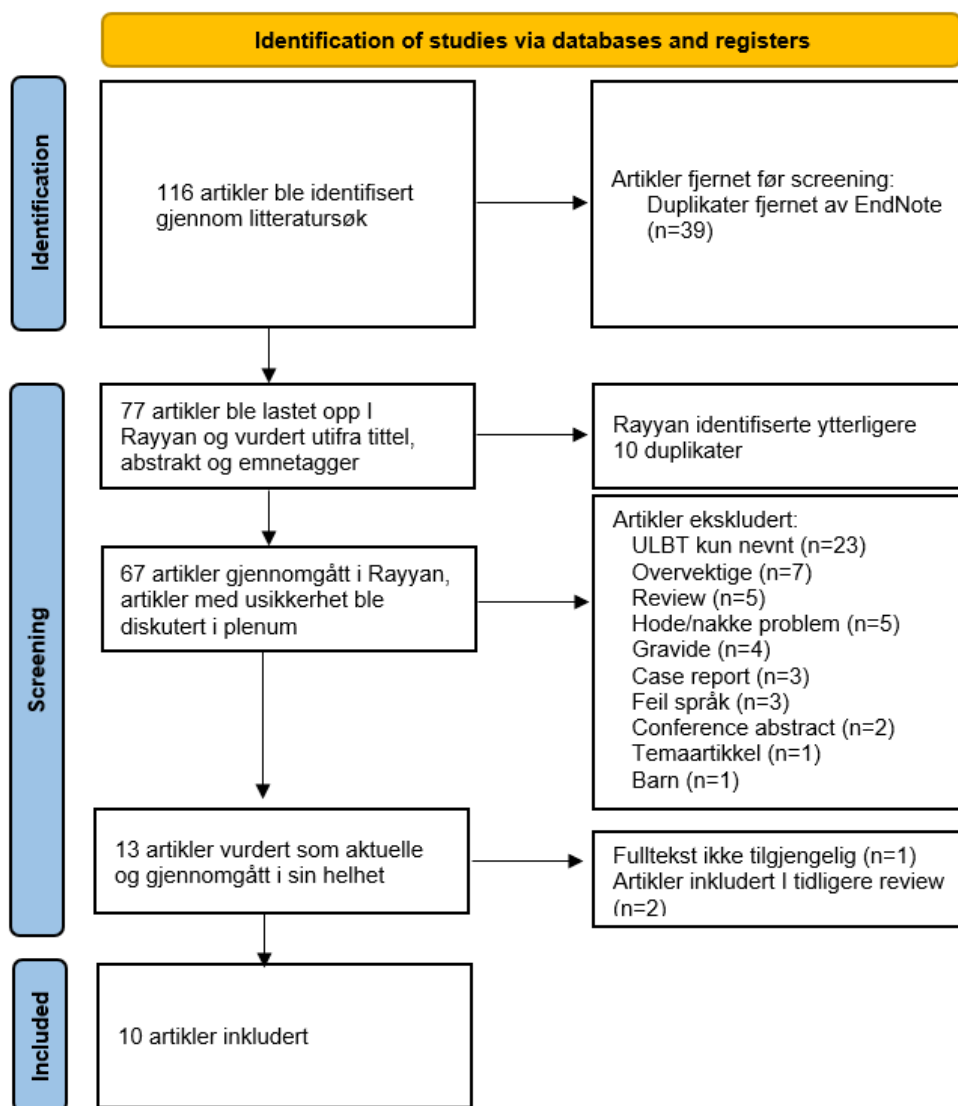 Identification of studies via databases and registers
Identification
116 artikler ble identifisert
gjennom litteratursøk
Artikler fjernet før screening:
Duplikater fjernet av EndNote
(n=39)
Screening
77 artikler ble lastet opp I
Rayyan og vurdert utifra tittel,
abstrakt og emnetagger
Rayyan identifiserte ytterligere
10 duplikater
67 artikler gjennomgått i Rayyan,
artikler med usikkerhet ble
diskutert i plenum
Artikler ekskludert:
ULBT kun nevnt (n=23)
Overvektige (n=7)
Review (n=5)
Hode/nakke problem (n=5)
Gravide (n=4)
Case report (n=3)
Feil språk (n=3)
Conference abstract (n=2)
Temaartikkel (n=1)
Barn (n=1)
13 artikler vurdert som aktuelle
og gjennomgått i sin helhet
Fulltekst ikke tilgjengelig (n=1)
Artikler inkludert I tidligere review
(n=2)
Included
10 artikler inkludert